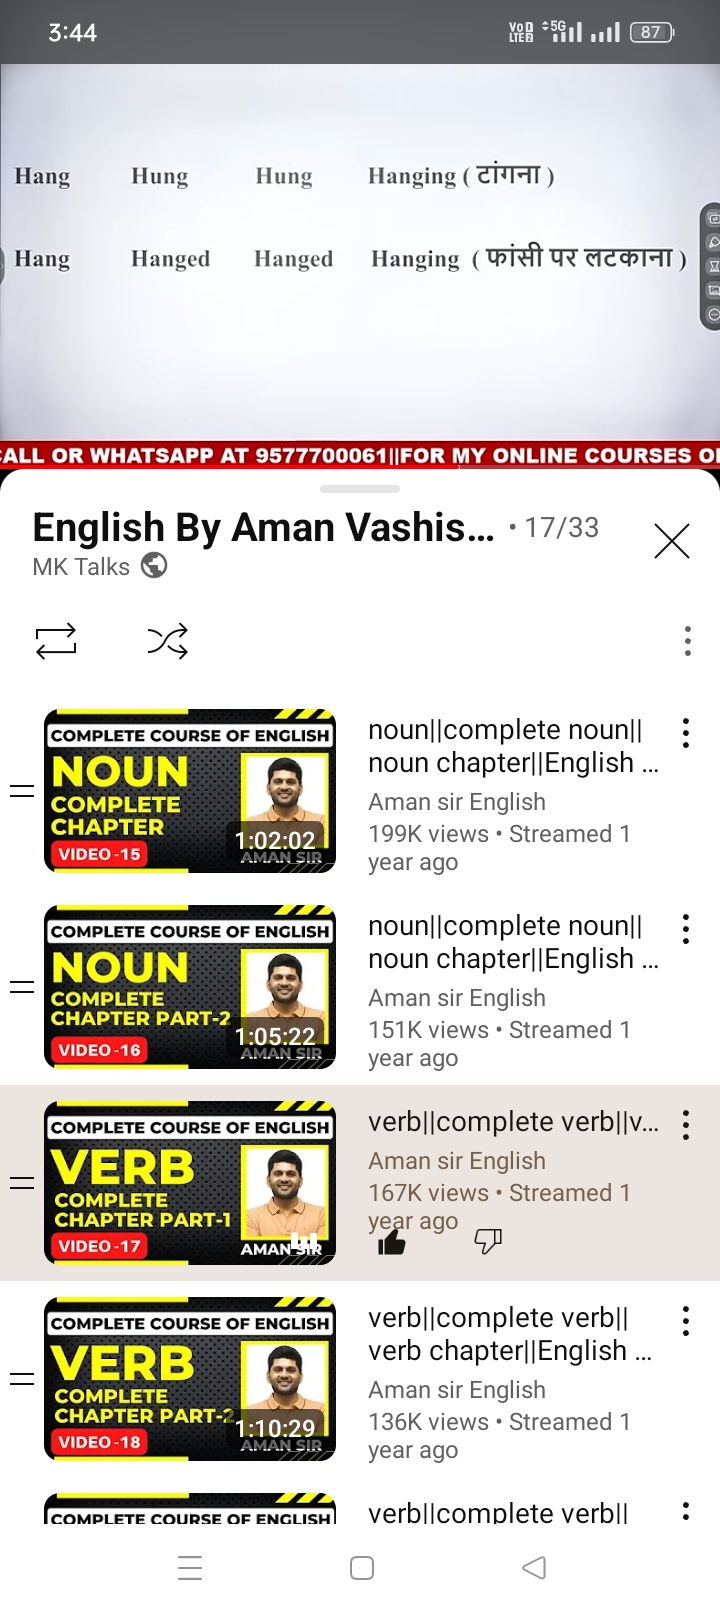 3:44
VoD LTE2 5G 87
Hang Hung Hung Hanging ( टांगना )
Hang Hanged Hanged Hanging ( फांसी पर लटकाना )
CALL OR WHATSAPP AT 9577700061||FOR MY ONLINE COURSES
English By Aman Vashis... • 17/33
MK Talks
COMPLETE COURSE OF ENGLISH
NOUN
COMPLETE
CHAPTER
VIDEO -15
1:02:02
AMAN SIR
noun||complete noun||
noun chapter||English ...
Aman sir English
199K views • Streamed 1
year ago
COMPLETE COURSE OF ENGLISH
NOUN
COMPLETE
CHAPTER PART-2
VIDEO -16
1:05:22
AMAN SIR
noun||complete noun||
noun chapter||English ...
Aman sir English
151K views • Streamed 1
year ago
COMPLETE COURSE OF ENGLISH
VERB
COMPLETE
CHAPTER PART-1
VIDEO -17
AMAN SIR
verb||complete verb||v...
Aman sir English
167K views • Streamed 1
year ago
COMPLETE COURSE OF ENGLISH
VERB
COMPLETE
CHAPTER PART-2
VIDEO -18
1:10:29
AMAN SIR
verb||complete verb||
verb chapter||English ...
Aman sir English
136K views • Streamed 1
year ago
COMPLETE COURSE OF ENGLISH
verb||complete verb||